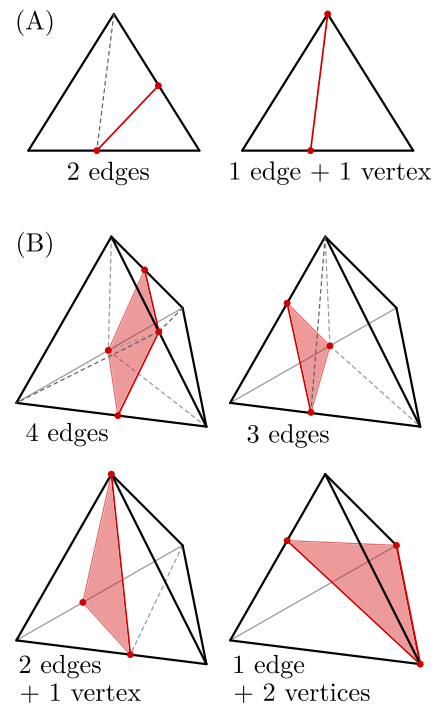 (A)
2 edges
1 edge + 1 vertex
(B)
4 edges
3 edges
2 edges
+ 1 vertex
1 edge
+ 2 vertices